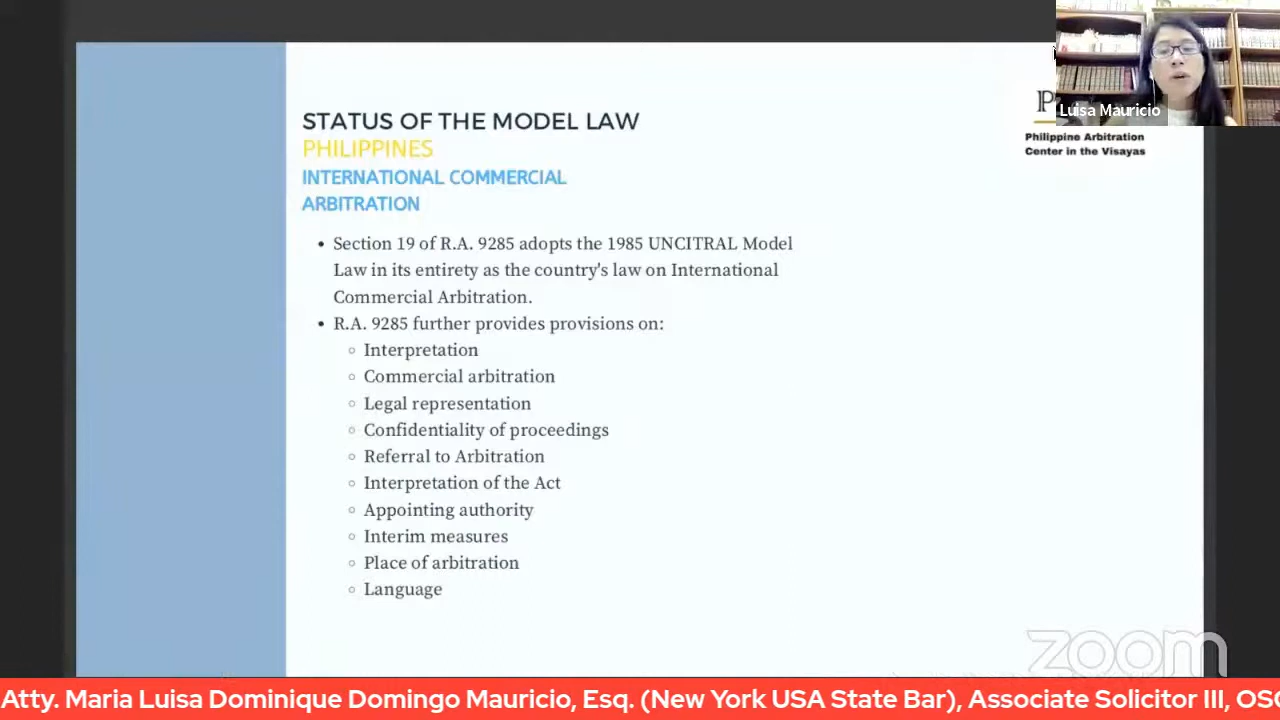 Luisa Mauricio
Philippine Arbitration
Center in the Visayas
STATUS OF THE MODEL LAW
PHILIPPINES
INTERNATIONAL COMMERCIAL
ARBITRATION
• Section 19 of R.A. 9285 adopts the 1985 UNCITRAL Model
Law in its entirety as the country's law on International
Commercial Arbitration.
• R.A. 9285 further provides provisions on:
◦ Interpretation
◦ Commercial arbitration
◦ Legal representation
◦ Confidentiality of proceedings
◦ Referral to Arbitration
◦ Interpretation of the Act
◦ Appointing authority
◦ Interim measures
◦ Place of arbitration
◦ Language
zoom
Atty. Maria Luisa Dominique Domingo Mauricio, Esq. (New York USA State Bar), Associate Solicitor III,